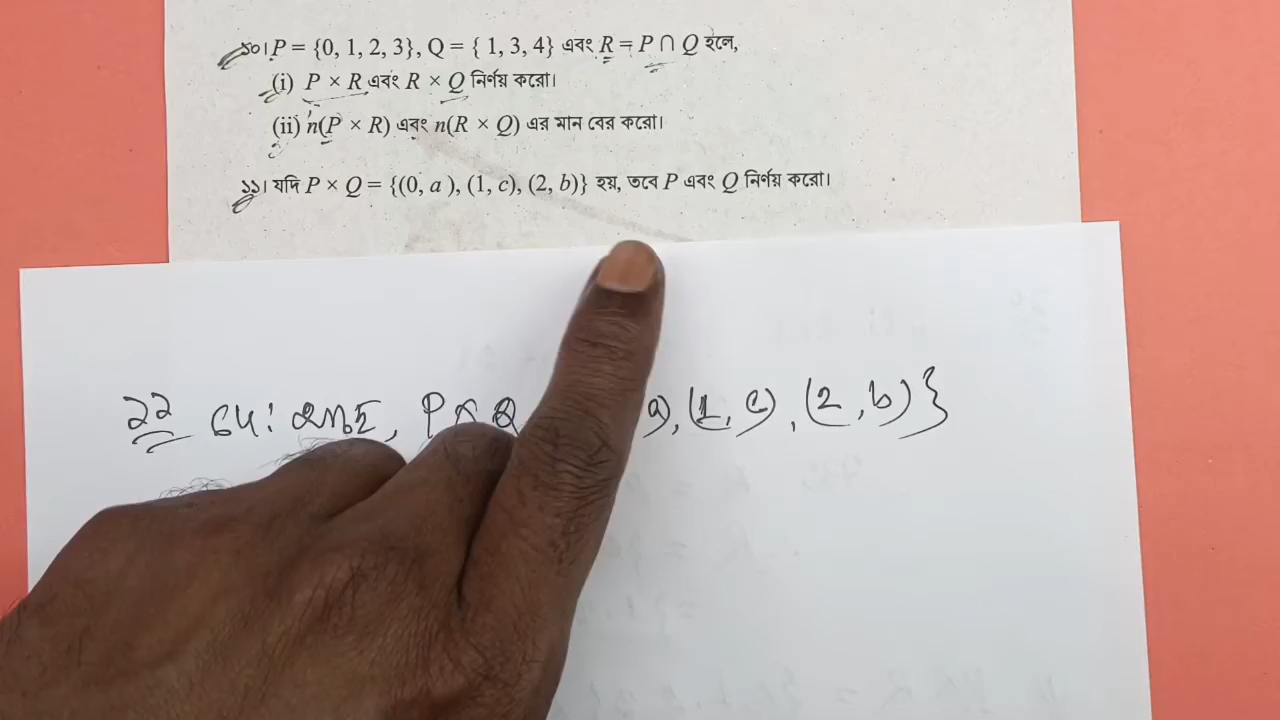 ১০। P = {0, 1, 2, 3}, Q = { 1, 3, 4} এবং R = P ∩ Q হলে,
(i) P × R এবং R × Q নির্ণয় করো।
(ii) n(P × R) এবং n(R × Q) এর মান বের করো।
১১। যদি P × Q = {(0, a ), (1, c), (2, b)} হয়, তবে P এবং Q নির্ণয় করো।
১১ দেয়া আছে, P × Q a), (1, c), (2, b)}